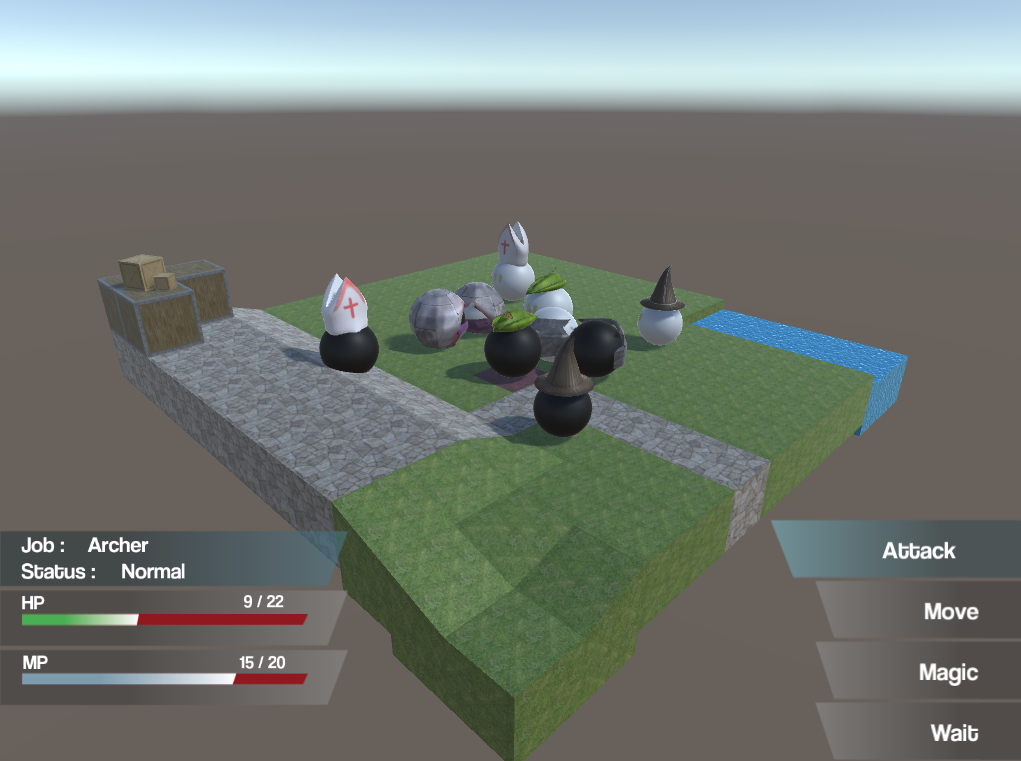 Job : Archer
Status : Normal
HP 9 / 22
MP 15 / 20
Attack
Move
Magic
Wait